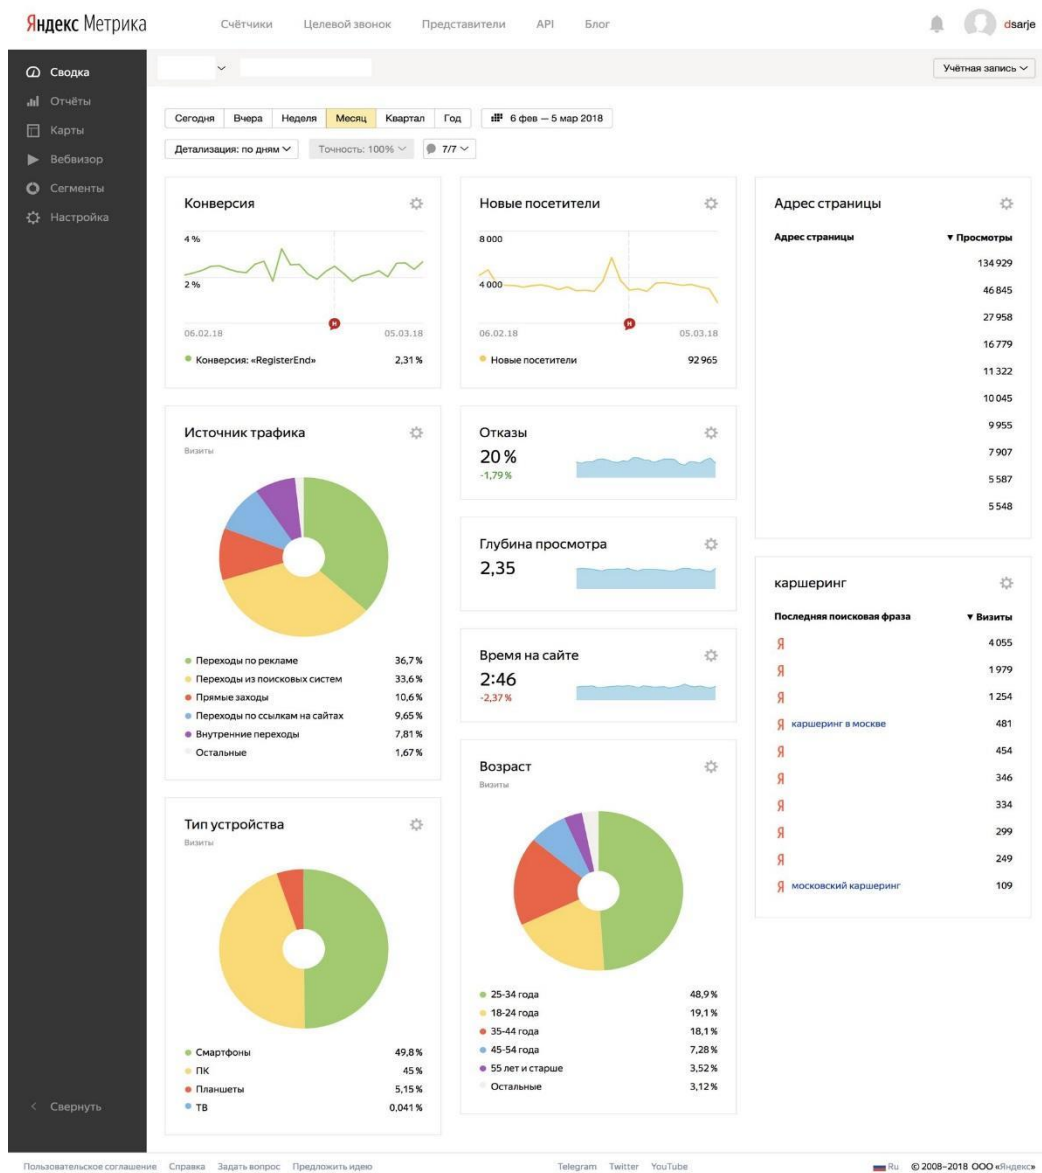 Яндекс Метрика
Счётчики Целевой звонок Представители API Блог
dsarje
Сводка
Отчёты
Карты
Вебвизор
Сегменты
Настройка
Свернуть
Учётная запись
Сегодня Вчера Неделя Месяц Квартал Год 6 фев — 5 мар 2018
Детализация: по дням Точность: 100% 7/7
Конверсия
4 %
2 %
Н
06.02.18 05.03.18
Конверсия: «RegisterEnd» 2,31 %
Новые посетители
8 000
4 000
Н
06.02.18 05.03.18
Новые посетители 92 965
Адрес страницы
Адрес страницы ▼ Просмотры
134 929
46 845
27 958
16 779
11 322
10 045
9 955
7 907
5 587
5 548
Источник трафика
Визиты
Переходы по рекламе 36,7 %
Переходы из поисковых систем 33,6 %
Прямые заходы 10,6 %
Переходы по ссылкам на сайтах 9,65 %
Внутренние переходы 7,81 %
Остальные 1,67 %
Отказы
20 %
-1,79 %
Глубина просмотра
2,35
Время на сайте
2:46
-2,37 %
каршеринг
Последняя поисковая фраза ▼ Визиты
Я 4 055
Я 1 979
Я 1 254
Я каршеринг в москве 481
Я 454
Я 346
Я 334
Я 299
Я 249
Я московский каршеринг 109
Тип устройства
Визиты
Смартфоны 49,8 %
ПК 45 %
Планшеты 5,15 %
ТВ 0,041 %
Возраст
Визиты
25-34 года 48,9 %
18-24 года 19,1 %
35-44 года 18,1 %
45-54 года 7,28 %
55 лет и старше 3,52 %
Остальные 3,12 %
Пользовательское соглашение Справка Задать вопрос Предложить идею Telegram Twitter YouTube Ru © 2008–2018 ООО «Яндекс»